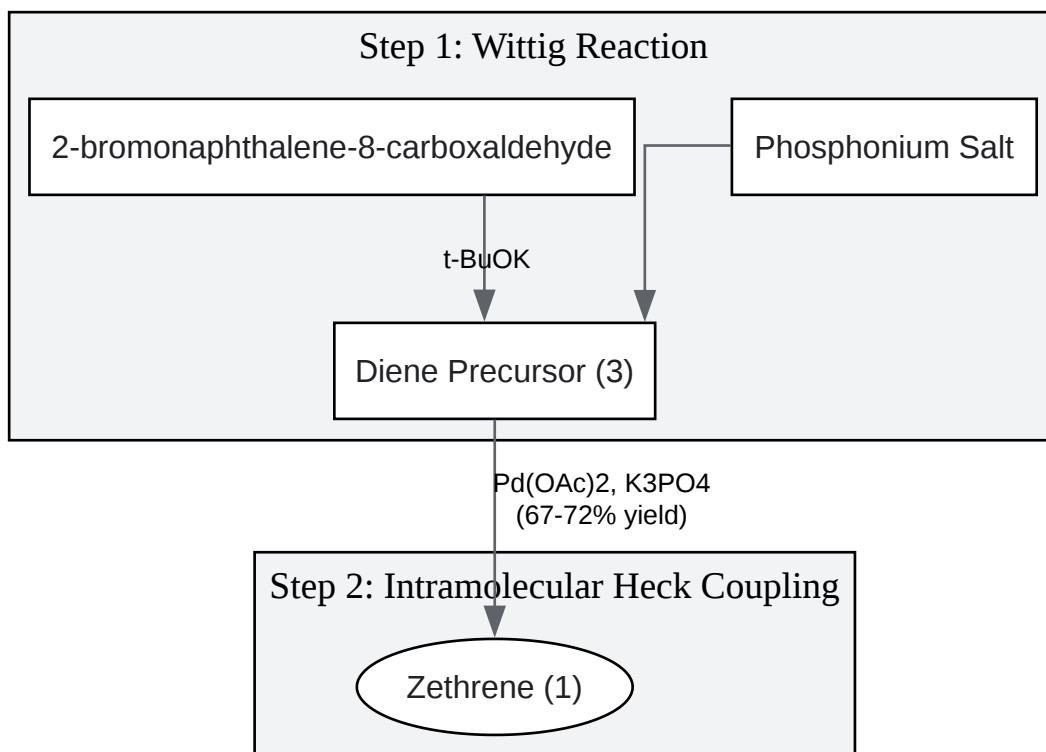 Step 1: Wittig Reaction
2-bromonaphthalene-8-carboxaldehyde
Phosphonium Salt
t-BuOK
Diene Precursor (3)
Pd(OAc)2, K3PO4
(67-72% yield)
Step 2: Intramolecular Heck Coupling
Zethrene (1)